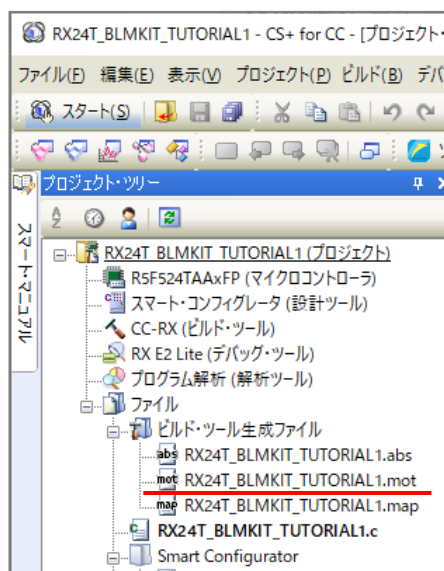 RX24T_BLMKIT_TUTORIAL1 - CS+ for CC - [プロジェクト・
ファイル(F) 編集(E) 表示(V) プロジェクト(P) ビルド(B) デバ
スタート(S)
プロジェクト・ツリー
スマート・マニュアル
RX24T_BLMKIT_TUTORIAL1 (プロジェクト)
R5F524TAAxFP (マイクロコントローラ)
スマート・コンフィグレータ (設計ツール)
CC-RX (ビルド・ツール)
RX E2 Lite (デバッグ・ツール)
プログラム解析 (解析ツール)
ファイル
ビルド・ツール生成ファイル
abs RX24T_BLMKIT_TUTORIAL1.abs
mot RX24T_BLMKIT_TUTORIAL1.mot
map RX24T_BLMKIT_TUTORIAL1.map
RX24T_BLMKIT_TUTORIAL1.c
Smart Configurator